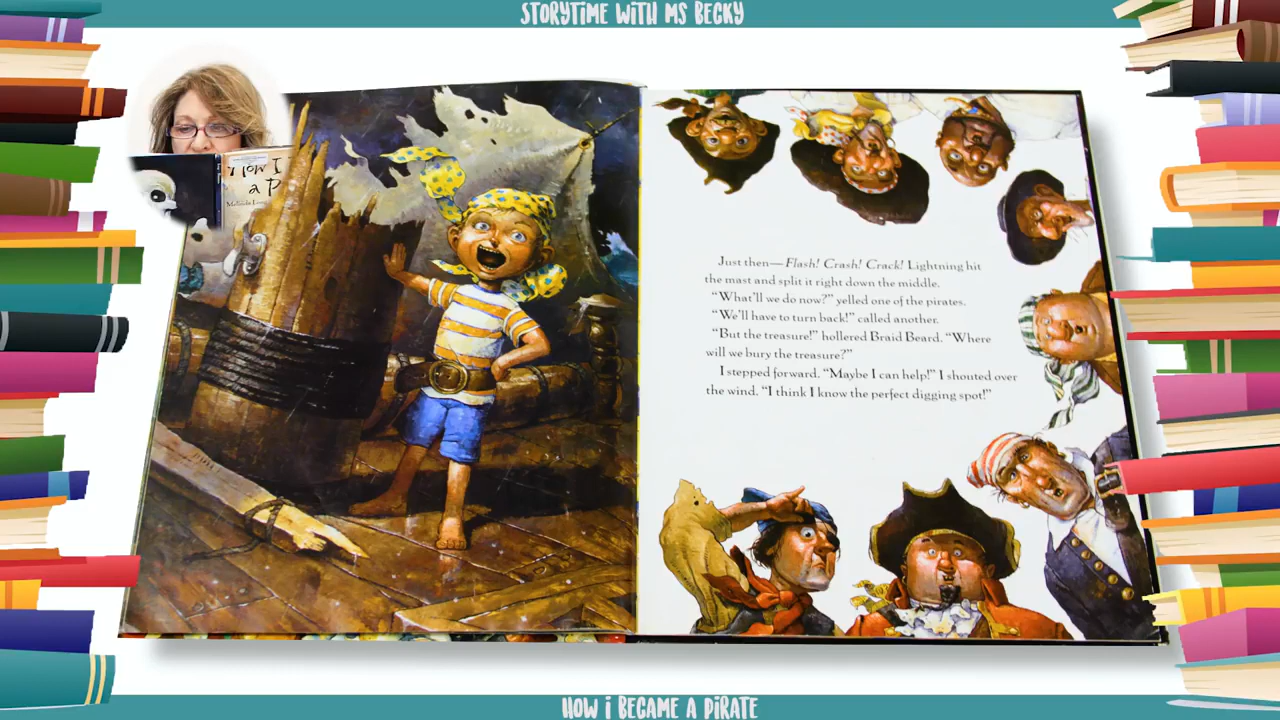 STORYTIME WITH MS BECKY
How I
a P
Just then—Flash! Crash! Crack! Lightning hit
the mast and split it right down the middle.
"What'll we do now?" yelled one of the pirates.
"We'll have to turn back!" called another.
"But the treasure!" hollered Braid Beard. "Where
will we bury the treasure?"
I stepped forward. "Maybe I can help!" I shouted over
the wind. "I think I know the perfect digging spot!"
HOW i BECAME A PiRATE